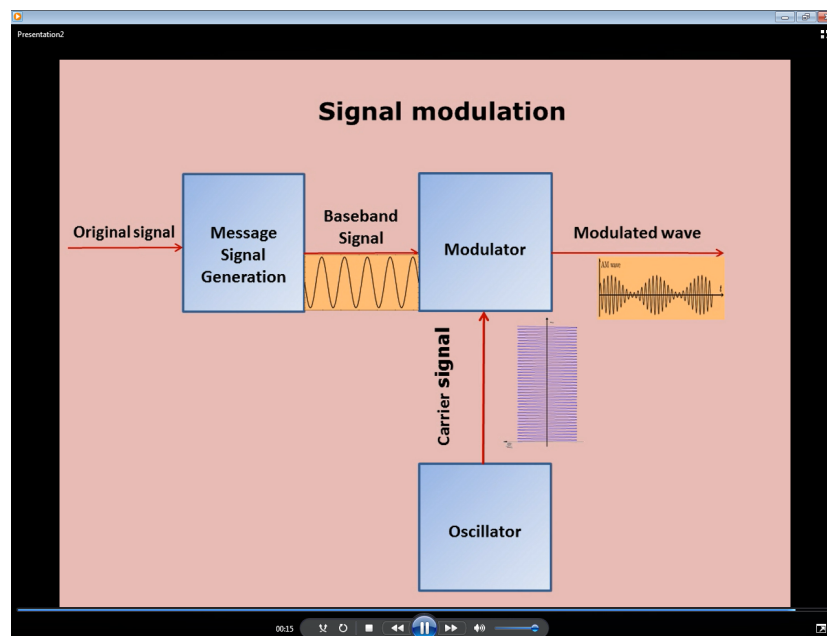 Presentation2
Signal modulation
Original signal
Message
Signal
Generation
Baseband
Signal
Modulator
Modulated wave
AM wave
t
Carrier signal
Oscillator
00:15